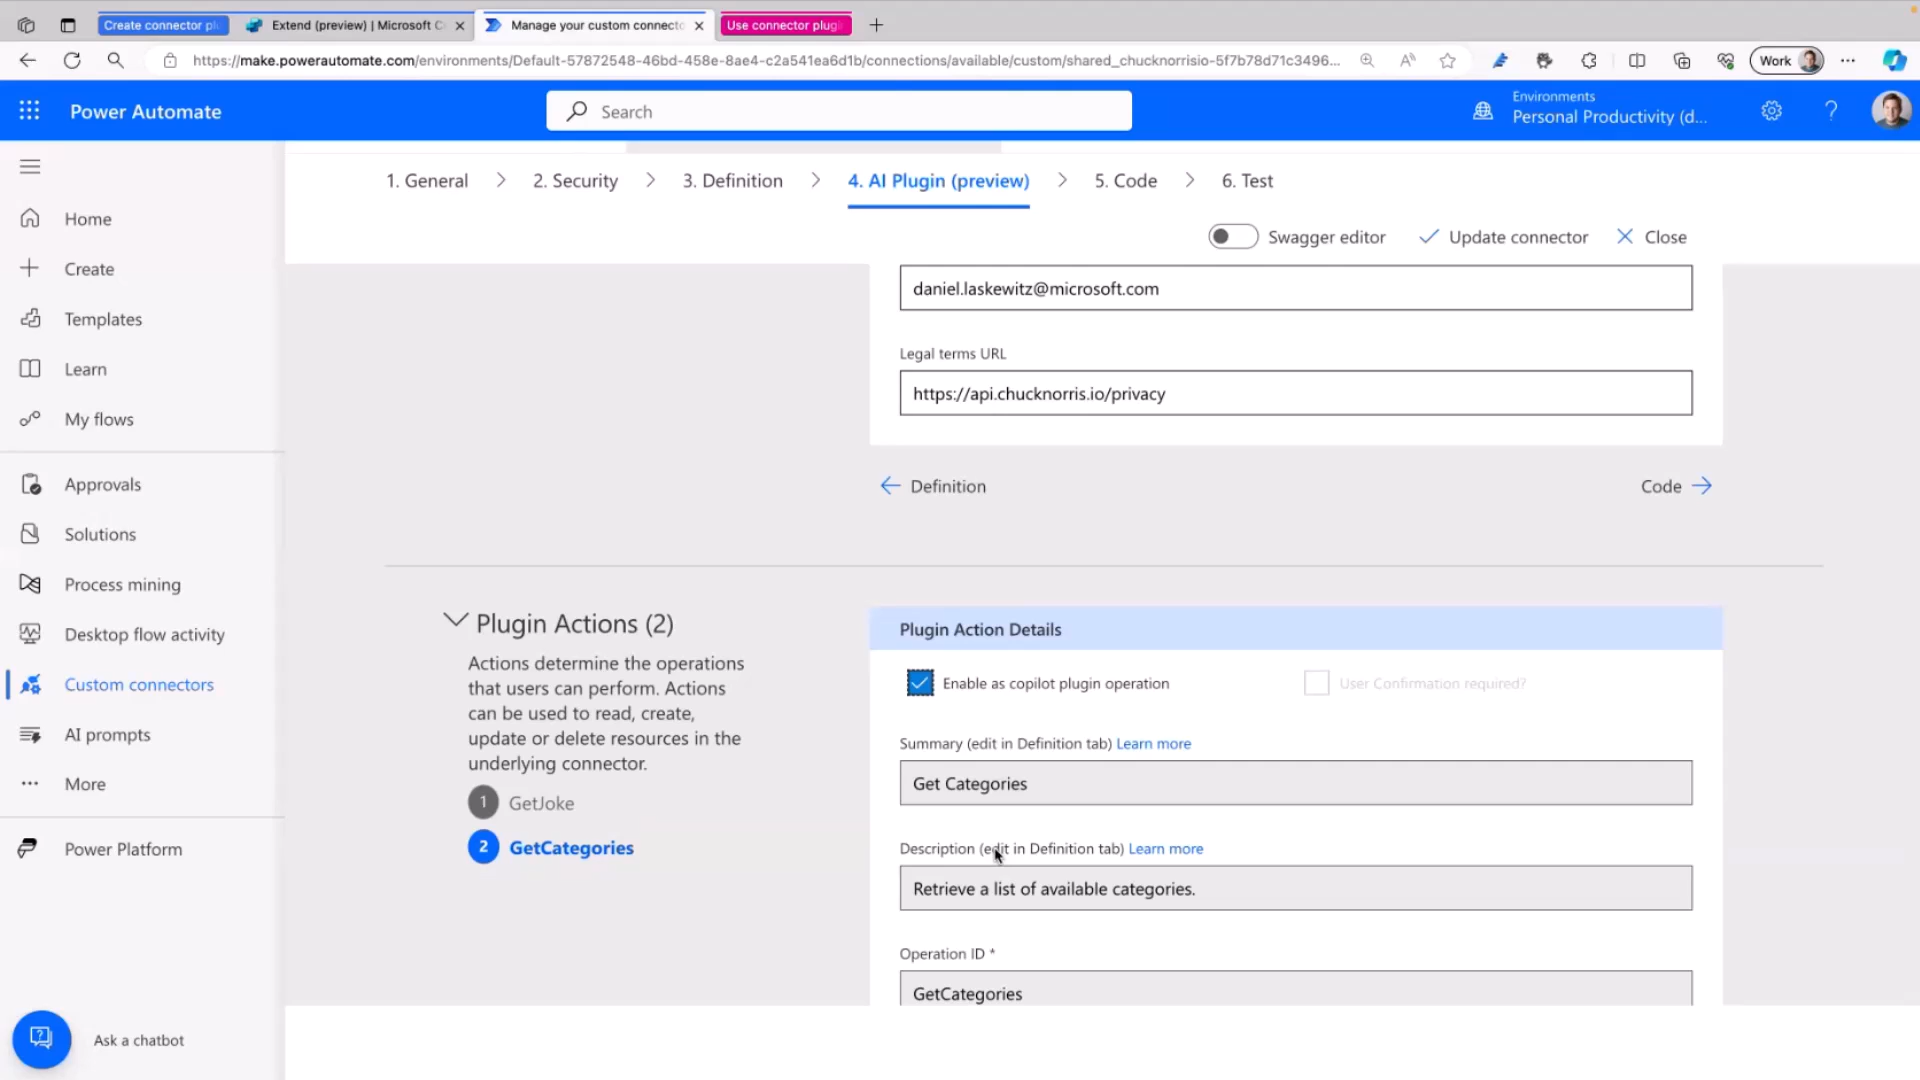 Create connector pl
Extend (preview) | Microsoft C
Manage your custom connecto
Use connector plug
https://make.powerautomate.com/environments/Default-57872548-46bd-458e-8ae4-c2a541ea6d1b/connections/available/custom/shared_chucknorrisio-5f7b78d71c3496...
Work
Power Automate
Search
Environments
Personal Productivity (d...
1. General
2. Security
3. Definition
4. AI Plugin (preview)
5. Code
6. Test
Swagger editor
Update connector
Close
Home
Create
Templates
Learn
My flows
Approvals
Solutions
Process mining
Desktop flow activity
Custom connectors
AI prompts
More
Power Platform
Ask a chatbot
daniel.laskewitz@microsoft.com
Legal terms URL
https://api.chucknorris.io/privacy
Definition
Code
Plugin Actions (2)
Actions determine the operations
that users can perform. Actions
can be used to read, create,
update or delete resources in the
underlying connector.
1 GetJoke
2 GetCategories
Plugin Action Details
Enable as copilot plugin operation
User Confirmation required?
Summary (edit in Definition tab) Learn more
Get Categories
Description (edit in Definition tab) Learn more
Retrieve a list of available categories.
Operation ID *
GetCategories